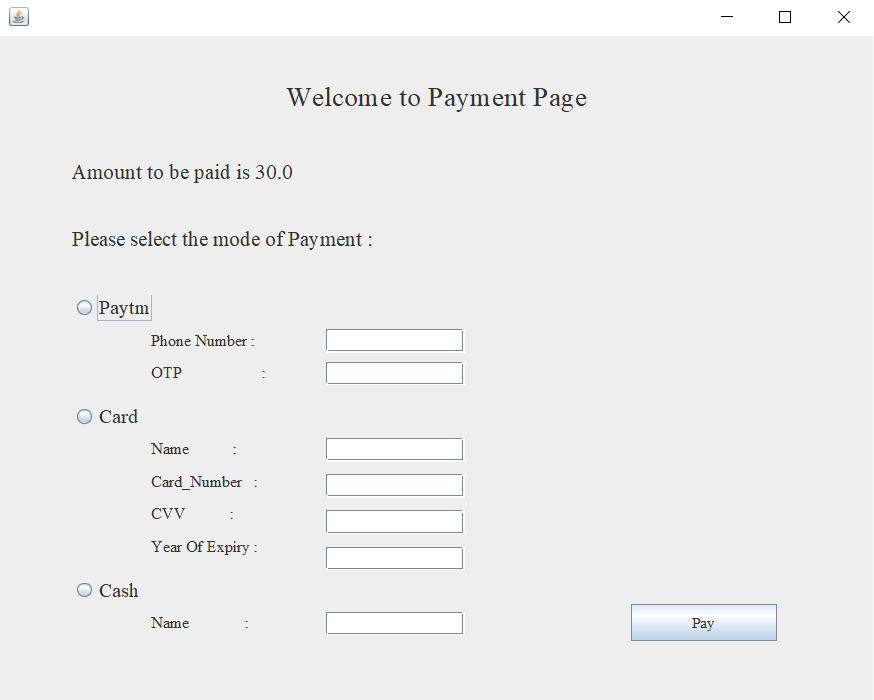 Welcome to Payment Page
Amount to be paid is 30.0
Please select the mode of Payment :
Paytm
Phone Number :
OTP :
Card
Name :
Card_Number :
CVV :
Year Of Expiry :
Cash
Name :
Pay